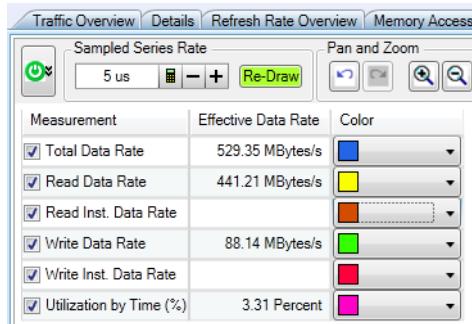 Traffic Overview Details Refresh Rate Overview Memory Access
Sampled Series Rate Pan and Zoom
5 us Re-Draw
Measurement Effective Data Rate Color
Total Data Rate 529.35 MBytes/s
Read Data Rate 441.21 MBytes/s
Read Inst. Data Rate
Write Data Rate 88.14 MBytes/s
Write Inst. Data Rate
Utilization by Time (%) 3.31 Percent